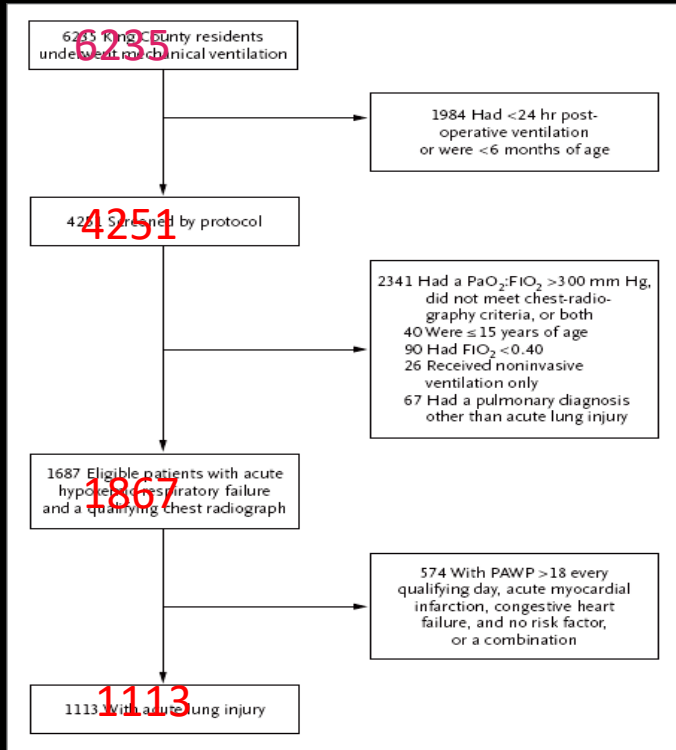 6235 King County residents
underwent mechanical ventilation
6235
1984 Had <24 hr post-
operative ventilation
or were <6 months of age
4251 Screened by protocol
4251
2341 Had a PaO₂:FIO₂ >300 mm Hg,
did not meet chest-radio-
graphy criteria, or both
40 Were ≤15 years of age
90 Had FIO₂ <0.40
26 Received noninvasive
ventilation only
67 Had a pulmonary diagnosis
other than acute lung injury
1687 Eligible patients with acute
hypoxemic respiratory failure
and a qualifying chest radiograph
1867
574 With PAWP >18 every
qualifying day, acute myocardial
infarction, congestive heart
failure, and no risk factor,
or a combination
1113 With acute lung injury
1113